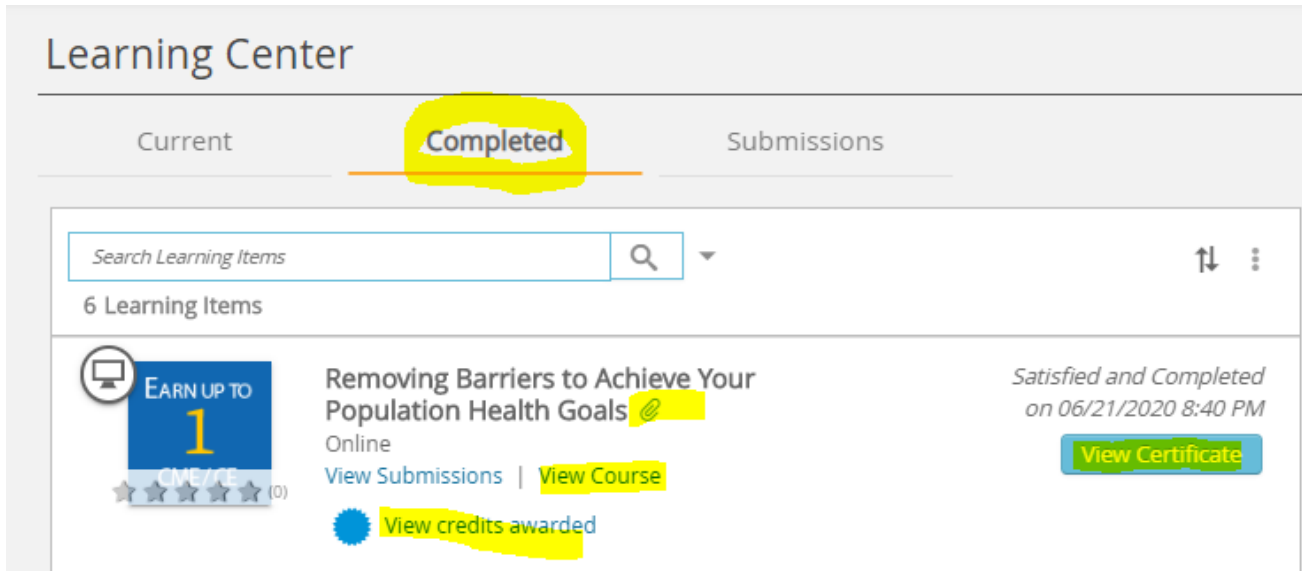 Learning Center
Current Completed Submissions
Search Learning Items
6 Learning Items
EARN UP TO
1
CME/CE
(0)
Removing Barriers to Achieve Your
Population Health Goals
Online
View Submissions | View Course
View credits awarded
Satisfied and Completed
on 06/21/2020 8:40 PM
View Certificate